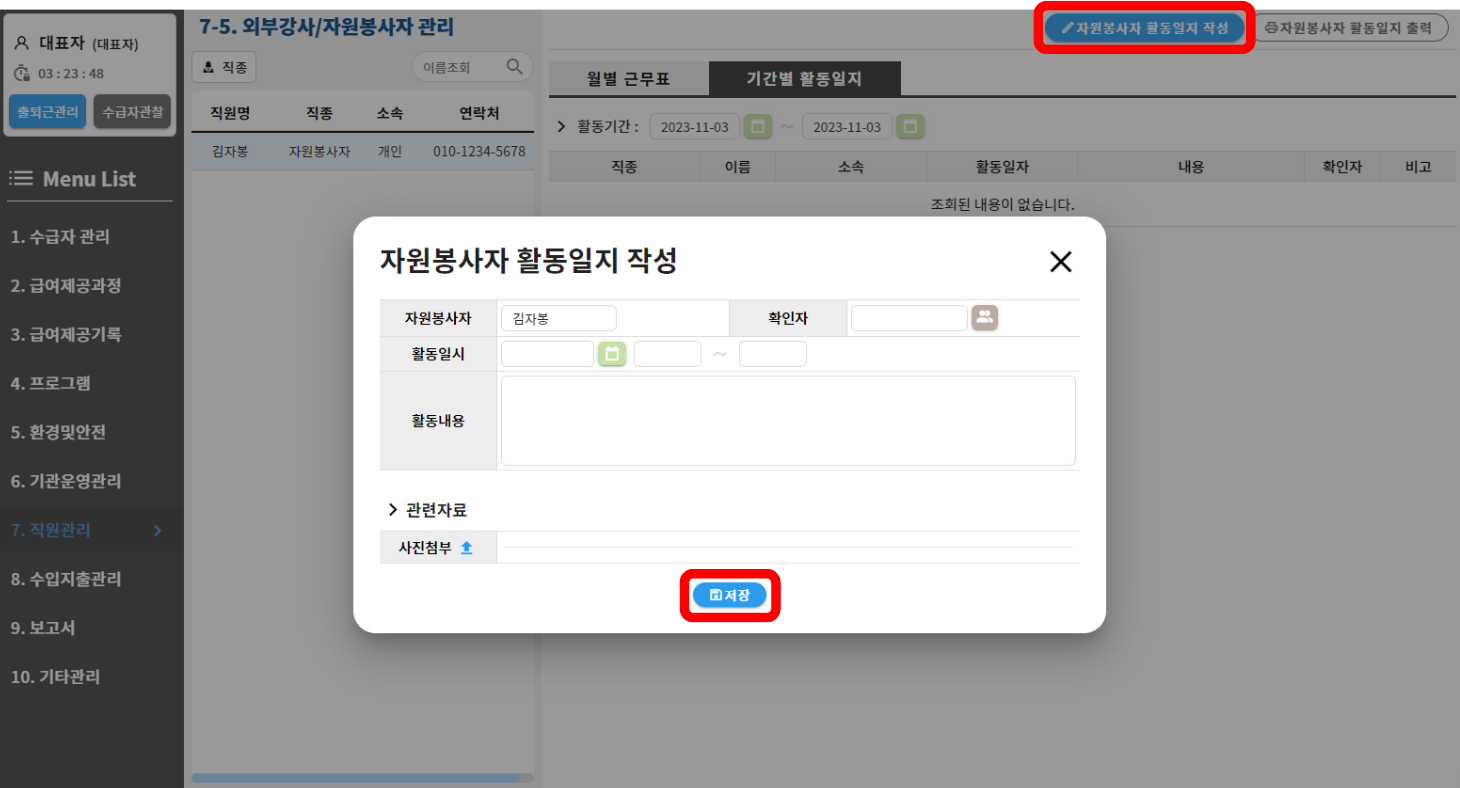 대표자 (대표자)
03 : 23 : 48
출퇴근관리 수급자관찰
Menu List
1. 수급자 관리
2. 급여제공과정
3. 급여제공기록
4. 프로그램
5. 환경및안전
6. 기관운영관리
7. 직원관리
8. 수입지출관리
9. 보고서
10. 기타관리
7-5. 외부강사/자원봉사자 관리
직종 이름조회
직원명 직종 소속 연락처
김자봉 자원봉사자 개인 010-1234-5678
자원봉사자 활동일지 작성 자원봉사자 활동일지 출력
월별 근무표 기간별 활동일지
활동기간 : 2023-11-03 ~ 2023-11-03
직종 이름 소속 활동일자 내용 확인자 비고
조회된 내용이 없습니다.
자원봉사자 활동일지 작성
자원봉사자 김자봉 확인자
활동일시 ~
활동내용
관련자료
사진첨부
저장